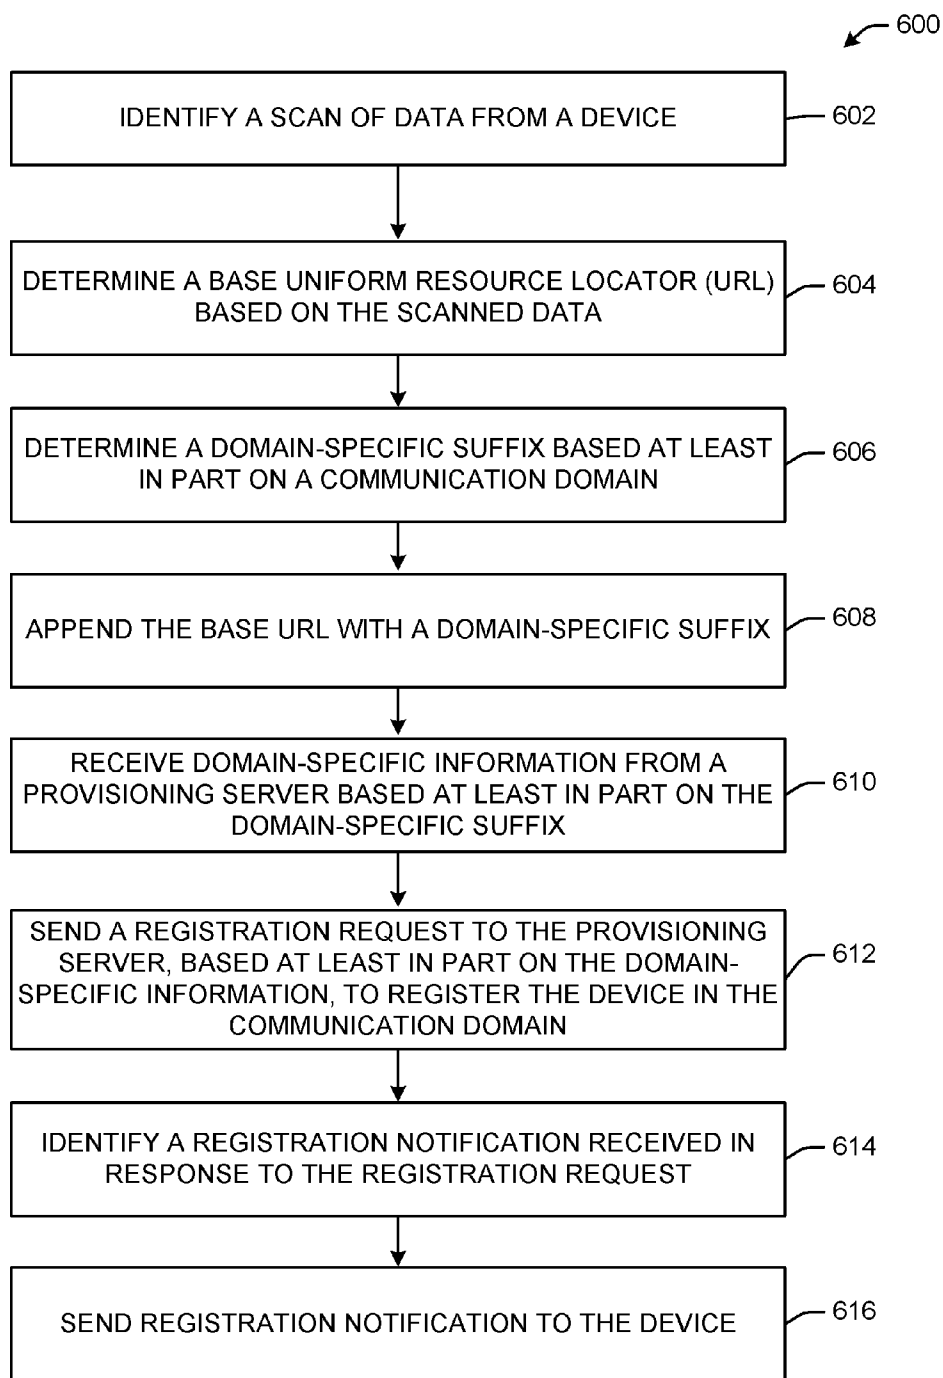 600
IDENTIFY A SCAN OF DATA FROM A DEVICE
602
DETERMINE A BASE UNIFORM RESOURCE LOCATOR (URL)
BASED ON THE SCANNED DATA
604
DETERMINE A DOMAIN-SPECIFIC SUFFIX BASED AT LEAST
IN PART ON A COMMUNICATION DOMAIN
606
APPEND THE BASE URL WITH A DOMAIN-SPECIFIC SUFFIX
608
RECEIVE DOMAIN-SPECIFIC INFORMATION FROM A
PROVISIONING SERVER BASED AT LEAST IN PART ON THE
DOMAIN-SPECIFIC SUFFIX
610
SEND A REGISTRATION REQUEST TO THE PROVISIONING
SERVER, BASED AT LEAST IN PART ON THE DOMAIN-
SPECIFIC INFORMATION, TO REGISTER THE DEVICE IN THE
COMMUNICATION DOMAIN
612
IDENTIFY A REGISTRATION NOTIFICATION RECEIVED IN
RESPONSE TO THE REGISTRATION REQUEST
614
SEND REGISTRATION NOTIFICATION TO THE DEVICE
616